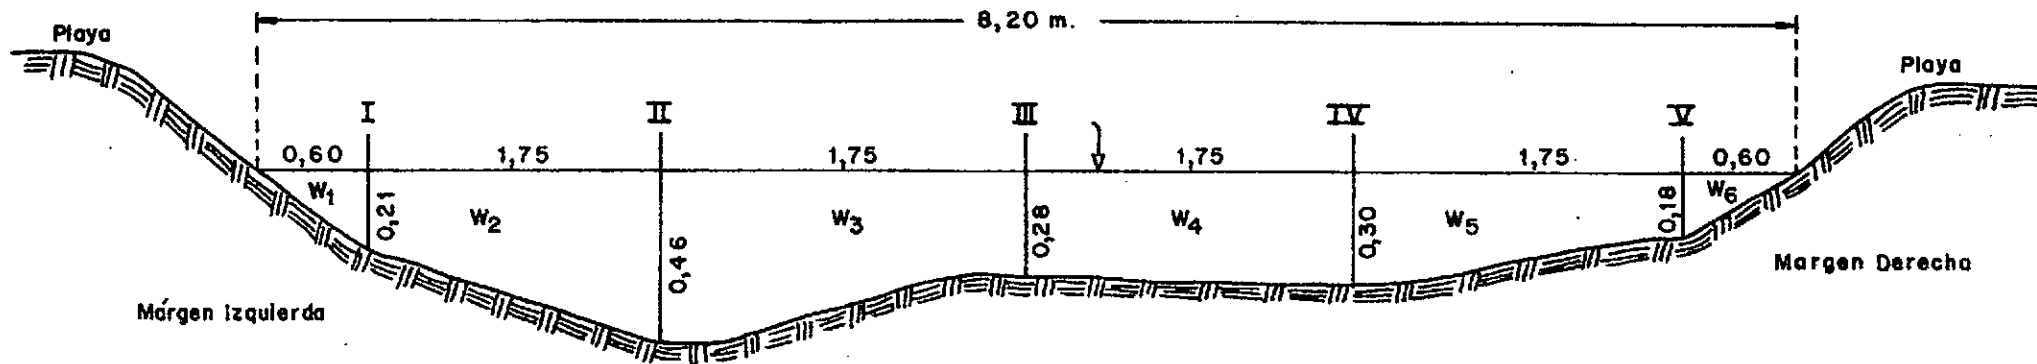 8,20 m.
Playa
Playa
I
II
III
IV
V
0,60
1,75
1,75
1,75
1,75
0,60
W1
0,21
W2
0,46
W3
0,28
W4
0,30
W5
0,18
W6
Márgen Izquierda
Margen Derecha